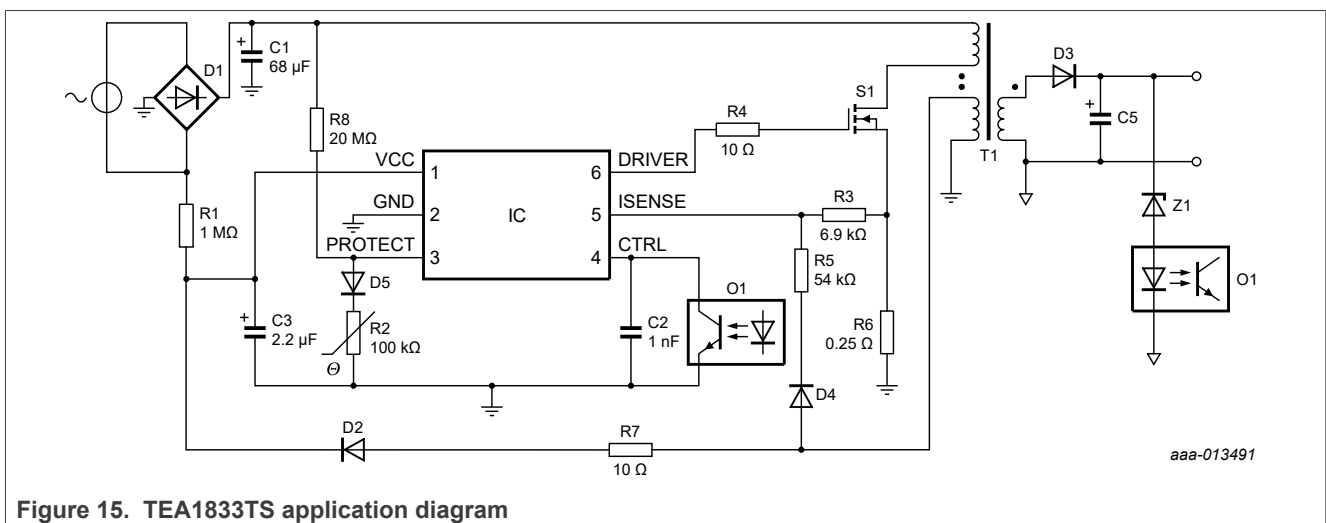 C1
68 µF
D1
D3
S1
R8
20 MΩ
R4
10 Ω
C5
T1
VCC
1
6
DRIVER
GND
2
IC
5
ISENSE
R3
6.9 kΩ
Z1
R1
1 MΩ
PROTECT
3
4
CTRL
R5
54 kΩ
D5
O1
O1
C3
2.2 µF
R2
100 kΩ
Θ
C2
1 nF
R6
0.25 Ω
D4
D2
R7
10 Ω
aaa-013491
Figure 15. TEA1833TS application diagram